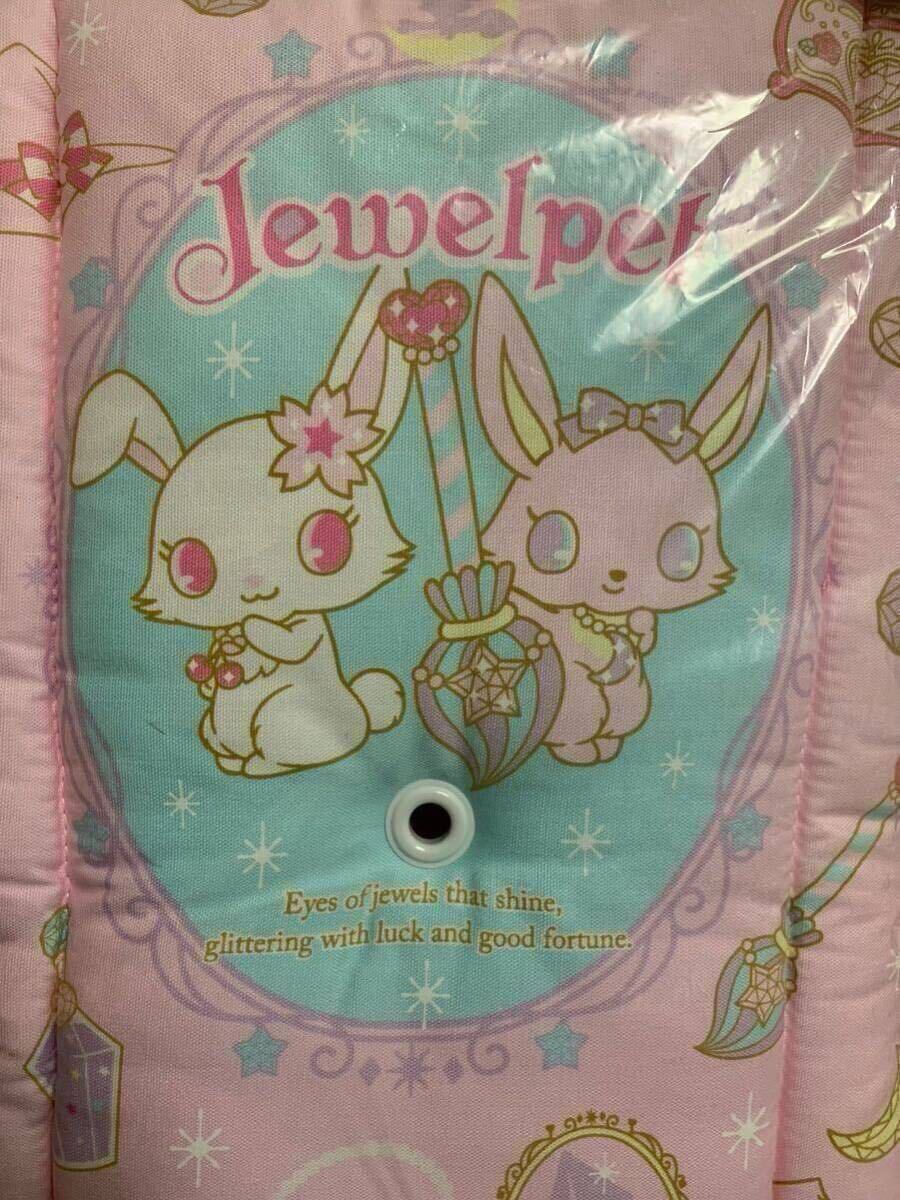 Jewelpet
Eyes of jewels that shine,
glittering with luck and good fortune.